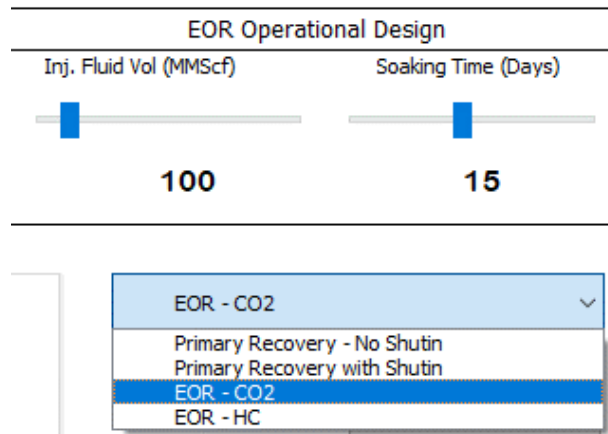 EOR Operational Design
Inj. Fluid Vol (MMScf) Soaking Time (Days)
100 15
EOR - CO2
Primary Recovery - No Shutin
Primary Recovery with Shutin
EOR - CO2
EOR - HC